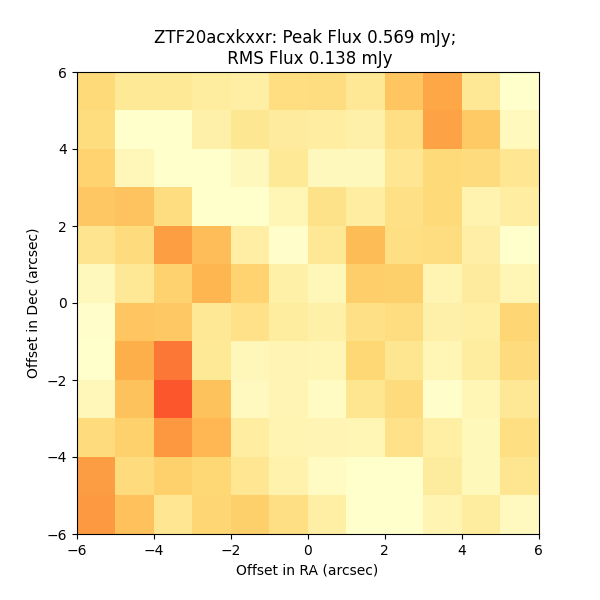 ZTF20acxkxxr: Peak Flux 0.569 mJy;
RMS Flux 0.138 mJy
6
4
2
0
−2
−4
−6
Offset in Dec (arcsec)
−6 −4 −2 0 2 4 6
Offset in RA (arcsec)